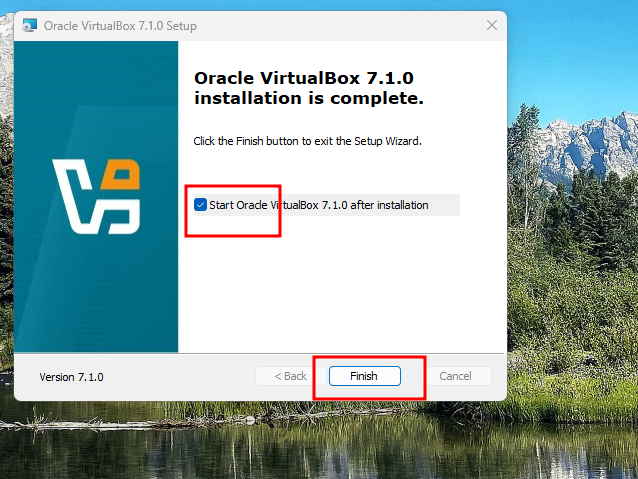 Oracle VirtualBox 7.1.0 Setup
Oracle VirtualBox 7.1.0
installation is complete.
Click the Finish button to exit the Setup Wizard.
Start Oracle VirtualBox 7.1.0 after installation
Version 7.1.0
< Back
Finish
Cancel